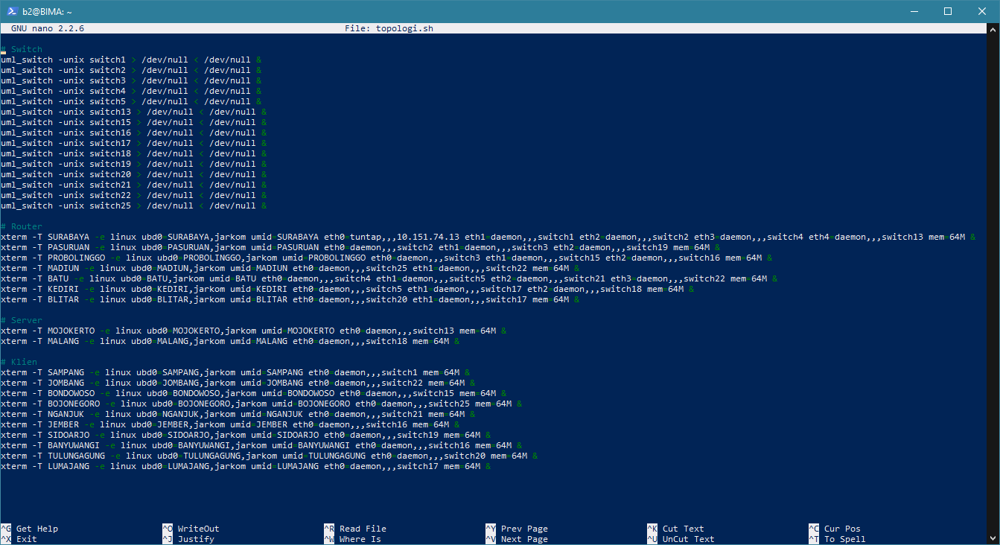 b2@BIMA: ~
GNU nano 2.2.6 File: topologi.sh
# Switch
uml_switch -unix switch1 > /dev/null < /dev/null &
uml_switch -unix switch2 > /dev/null < /dev/null &
uml_switch -unix switch3 > /dev/null < /dev/null &
uml_switch -unix switch4 > /dev/null < /dev/null &
uml_switch -unix switch5 > /dev/null < /dev/null &
uml_switch -unix switch13 > /dev/null < /dev/null &
uml_switch -unix switch15 > /dev/null < /dev/null &
uml_switch -unix switch16 > /dev/null < /dev/null &
uml_switch -unix switch17 > /dev/null < /dev/null &
uml_switch -unix switch18 > /dev/null < /dev/null &
uml_switch -unix switch19 > /dev/null < /dev/null &
uml_switch -unix switch20 > /dev/null < /dev/null &
uml_switch -unix switch21 > /dev/null < /dev/null &
uml_switch -unix switch22 > /dev/null < /dev/null &
uml_switch -unix switch25 > /dev/null < /dev/null &
# Router
xterm -T SURABAYA -e linux ubd0=SURABAYA,jarkom umid=SURABAYA eth0=tuntap,,,10.151.74.13 eth1=daemon,,,switch1 eth2=daemon,,,switch2 eth3=daemon,,,switch4 eth4=daemon,,,switch13 mem=64M &
xterm -T PASURUAN -e linux ubd0=PASURUAN,jarkom umid=PASURUAN eth0=daemon,,,switch2 eth1=daemon,,,switch3 eth2=daemon,,,switch19 mem=64M &
xterm -T PROBOLINGGO -e linux ubd0=PROBOLINGGO,jarkom umid=PROBOLINGGO eth0=daemon,,,switch3 eth1=daemon,,,switch15 eth2=daemon,,,switch16 mem=64M &
xterm -T MADIUN -e linux ubd0=MADIUN,jarkom umid=MADIUN eth0=daemon,,,switch25 eth1=daemon,,,switch22 mem=64M &
xterm -T BATU -e linux ubd0=BATU,jarkom umid=BATU eth0=daemon,,,switch4 eth1=daemon,,,switch5 eth2=daemon,,,switch21 eth3=daemon,,,switch22 mem=64M &
xterm -T KEDIRI -e linux ubd0=KEDIRI,jarkom umid=KEDIRI eth0=daemon,,,switch5 eth1=daemon,,,switch17 eth2=daemon,,,switch18 mem=64M &
xterm -T BLITAR -e linux ubd0=BLITAR,jarkom umid=BLITAR eth0=daemon,,,switch20 eth1=daemon,,,switch17 mem=64M &
# Server
xterm -T MOJOKERTO -e linux ubd0=MOJOKERTO,jarkom umid=MOJOKERTO eth0=daemon,,,switch13 mem=64M &
xterm -T MALANG -e linux ubd0=MALANG,jarkom umid=MALANG eth0=daemon,,,switch18 mem=64M &
# Klien
xterm -T SAMPANG -e linux ubd0=SAMPANG,jarkom umid=SAMPANG eth0=daemon,,,switch1 mem=64M &
xterm -T JOMBANG -e linux ubd0=JOMBANG,jarkom umid=JOMBANG eth0=daemon,,,switch22 mem=64M &
xterm -T BONDOWOSO -e linux ubd0=BONDOWOSO,jarkom umid=BONDOWOSO eth0=daemon,,,switch15 mem=64M &
xterm -T BOJONEGORO -e linux ubd0=BOJONEGORO,jarkom umid=BOJONEGORO eth0=daemon,,,switch25 mem=64M &
xterm -T NGANJUK -e linux ubd0=NGANJUK,jarkom umid=NGANJUK eth0=daemon,,,switch21 mem=64M &
xterm -T JEMBER -e linux ubd0=JEMBER,jarkom umid=JEMBER eth0=daemon,,,switch16 mem=64M &
xterm -T SIDOARJO -e linux ubd0=SIDOARJO,jarkom umid=SIDOARJO eth0=daemon,,,switch19 mem=64M &
xterm -T BANYUWANGI -e linux ubd0=BANYUWANGI,jarkom umid=BANYUWANGI eth0=daemon,,,switch16 mem=64M &
xterm -T TULUNGAGUNG -e linux ubd0=TULUNGAGUNG,jarkom umid=TULUNGAGUNG eth0=daemon,,,switch20 mem=64M &
xterm -T LUMAJANG -e linux ubd0=LUMAJANG,jarkom umid=LUMAJANG eth0=daemon,,,switch17 mem=64M &
^G Get Help ^O WriteOut ^R Read File ^Y Prev Page ^K Cut Text ^C Cur Pos
^X Exit ^J Justify ^W Where Is ^V Next Page ^U UnCut Text ^T To Spell